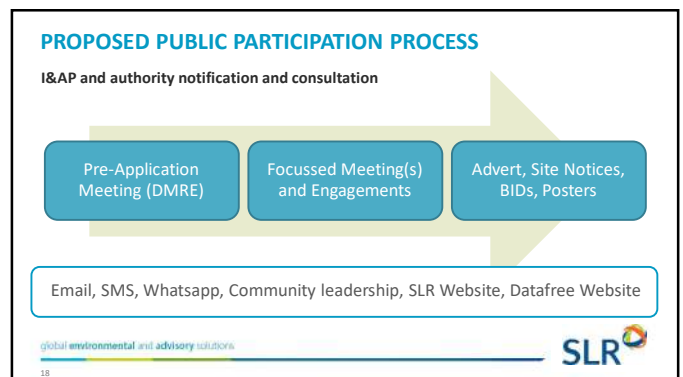 PROPOSED PUBLIC PARTICIPATION PROCESS
I&AP and authority notification and consultation
Pre-Application
Meeting (DMRE)
Focussed Meeting(s)
and Engagements
Advert, Site Notices,
BIDs, Posters
Email, SMS, Whatsapp, Community leadership, SLR Website, Datafree Website
global environmental and advisory solutions
SLR
18